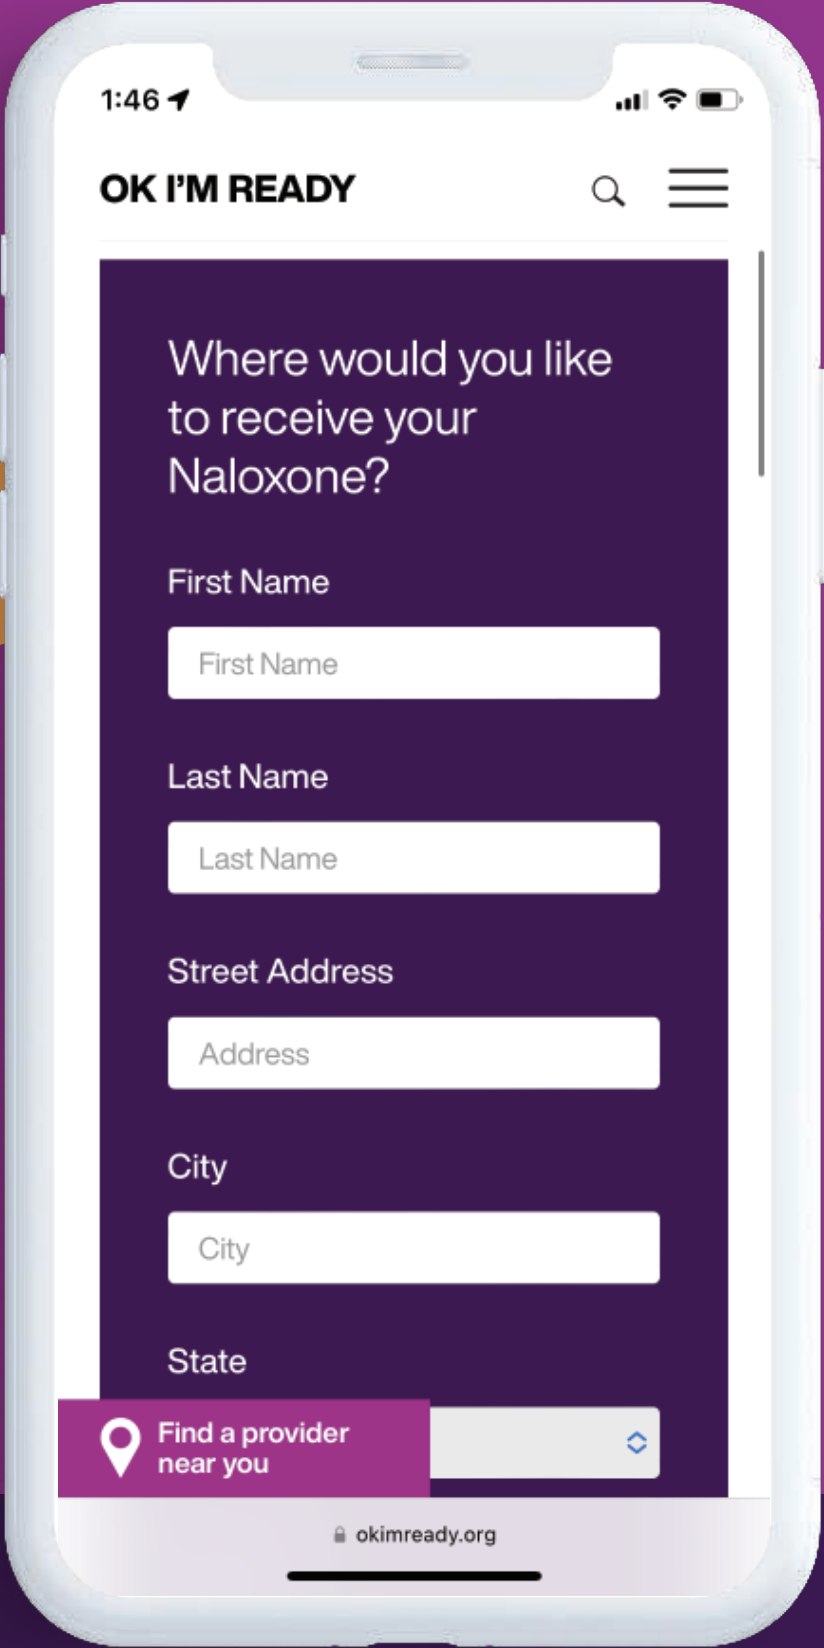 1:46
OK I'M READY
Where would you like
to receive your
Naloxone?
First Name
First Name
Last Name
Last Name
Street Address
Address
City
City
State
Find a provider
near you
okimready.org